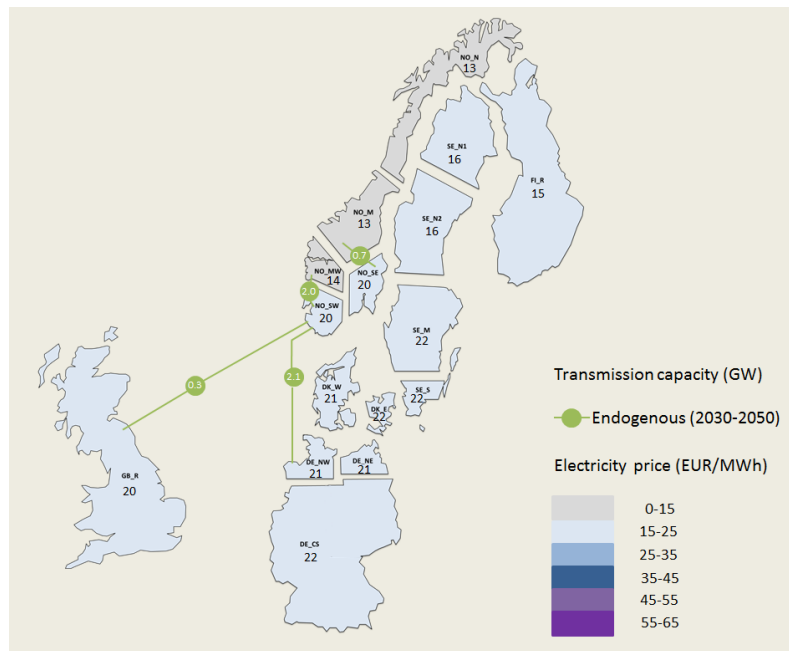 NO_N
13
SE_N1
16
FI_R
15
NO_M
13
SE_N2
16
0.7
NO_MW
14
NO_SE
20
2.0
NO_SW
20
SE_M
22
0.3
2.1
DK_W
21
SE_S
22
DK_E
22
Transmission capacity (GW)
Endogenous (2030-2050)
Electricity price (EUR/MWh)
DE_NW
21
DE_NE
21
GB_R
20
DE_CS
22
0-15
15-25
25-35
35-45
45-55
55-65